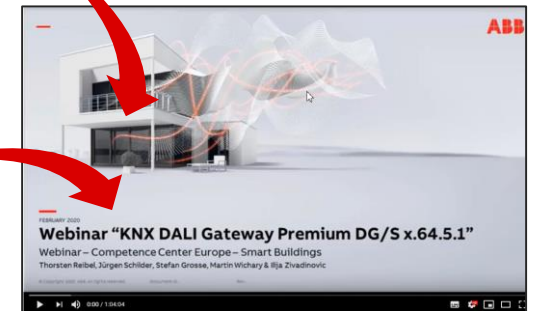 ABB
FEBRUARY 2020
Webinar “KNX DALI Gateway Premium DG/S x.64.5.1”
Webinar – Competence Center Europe – Smart Buildings
Thorsten Reibel, Jürgen Schilder, Stefan Grosse, Martin Wichary & Ilija Zivadinovic
0:00 / 1:04:04